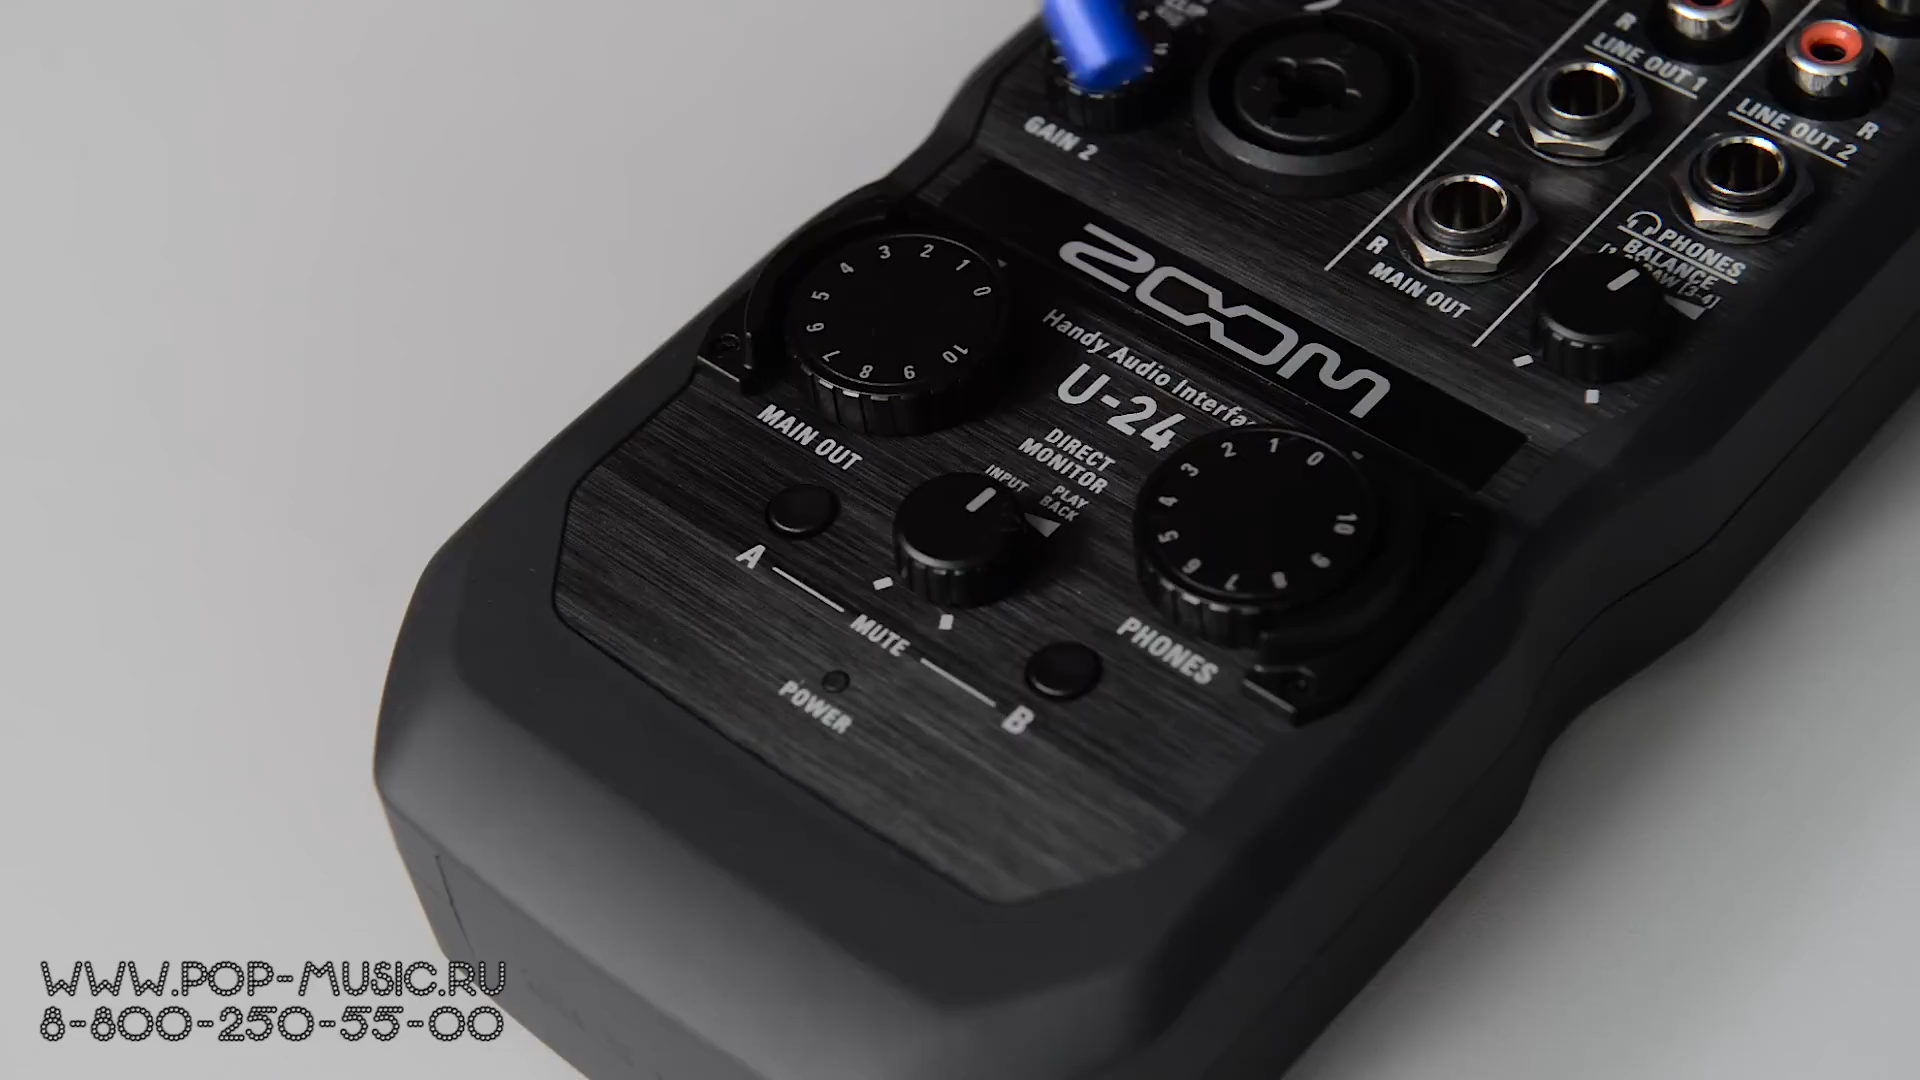 CLIP
GAIN 2
R
LINE OUT 1
L
LINE OUT 2
R
R
MAIN OUT
PHONES
BALANCE
ZOOM
Handy Audio Interfa
U-24
0 1 2 3 4 5 6 7 8 9 10
MAIN OUT
DIRECT
MONITOR
INPUT
PLAY
BACK
0 1 2 3 4 5 6 7 8 9 10
PHONES
A
MUTE
B
POWER
WWW.POP-MUSIC.RU
8-800-250-55-00